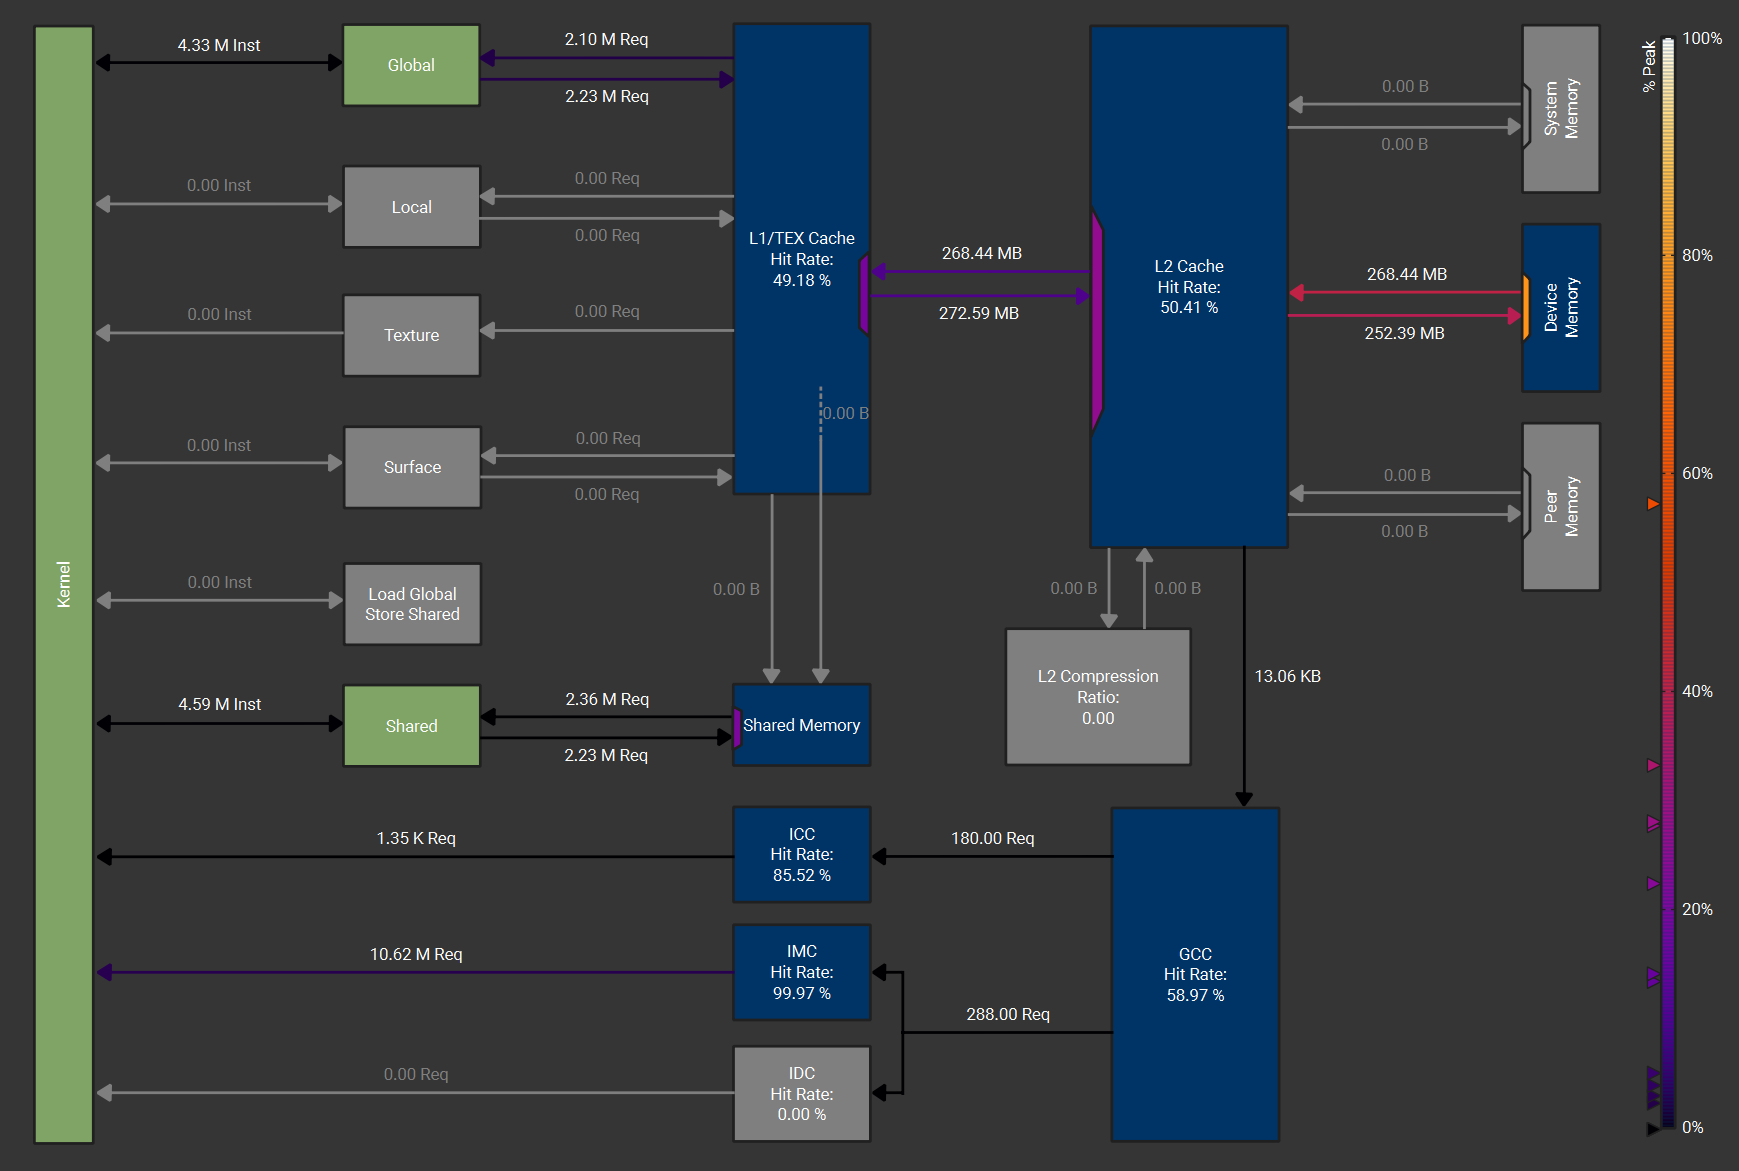 Kernel
4.33 M Inst
Global
2.10 M Req
2.23 M Req
0.00 Inst
Local
0.00 Req
0.00 Req
0.00 Inst
Texture
0.00 Req
0.00 Inst
Surface
0.00 Req
0.00 Req
0.00 Inst
Load Global
Store Shared
4.59 M Inst
Shared
2.36 M Req
2.23 M Req
L1/TEX Cache
Hit Rate:
49.18 %
0.00 B
0.00 B
Shared Memory
268.44 MB
272.59 MB
L2 Cache
Hit Rate:
50.41 %
0.00 B
0.00 B
System
Memory
268.44 MB
252.39 MB
Device
Memory
0.00 B
0.00 B
Peer
Memory
0.00 B
0.00 B
L2 Compression
Ratio:
0.00
13.06 KB
1.35 K Req
ICC
Hit Rate:
85.52 %
180.00 Req
10.62 M Req
IMC
Hit Rate:
99.97 %
288.00 Req
0.00 Req
IDC
Hit Rate:
0.00 %
GCC
Hit Rate:
58.97 %
% Peak
100%
80%
60%
40%
20%
0%